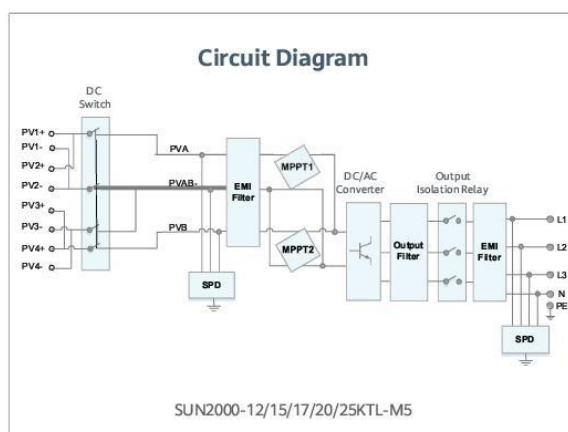 Circuit Diagram
DC
Switch
PV1+
PV1-
PV2+
PV2-
PV3+
PV3-
PV4+
PV4-
PVA
PVAB-
PVB
SPD
EMI
Filter
MPPT1
MPPT2
DC/AC
Converter
Output
Filter
Output
Isolation Relay
EMI
Filter
L1
L2
L3
N
PE
SPD
SUN2000-12/15/17/20/25KTL-M5